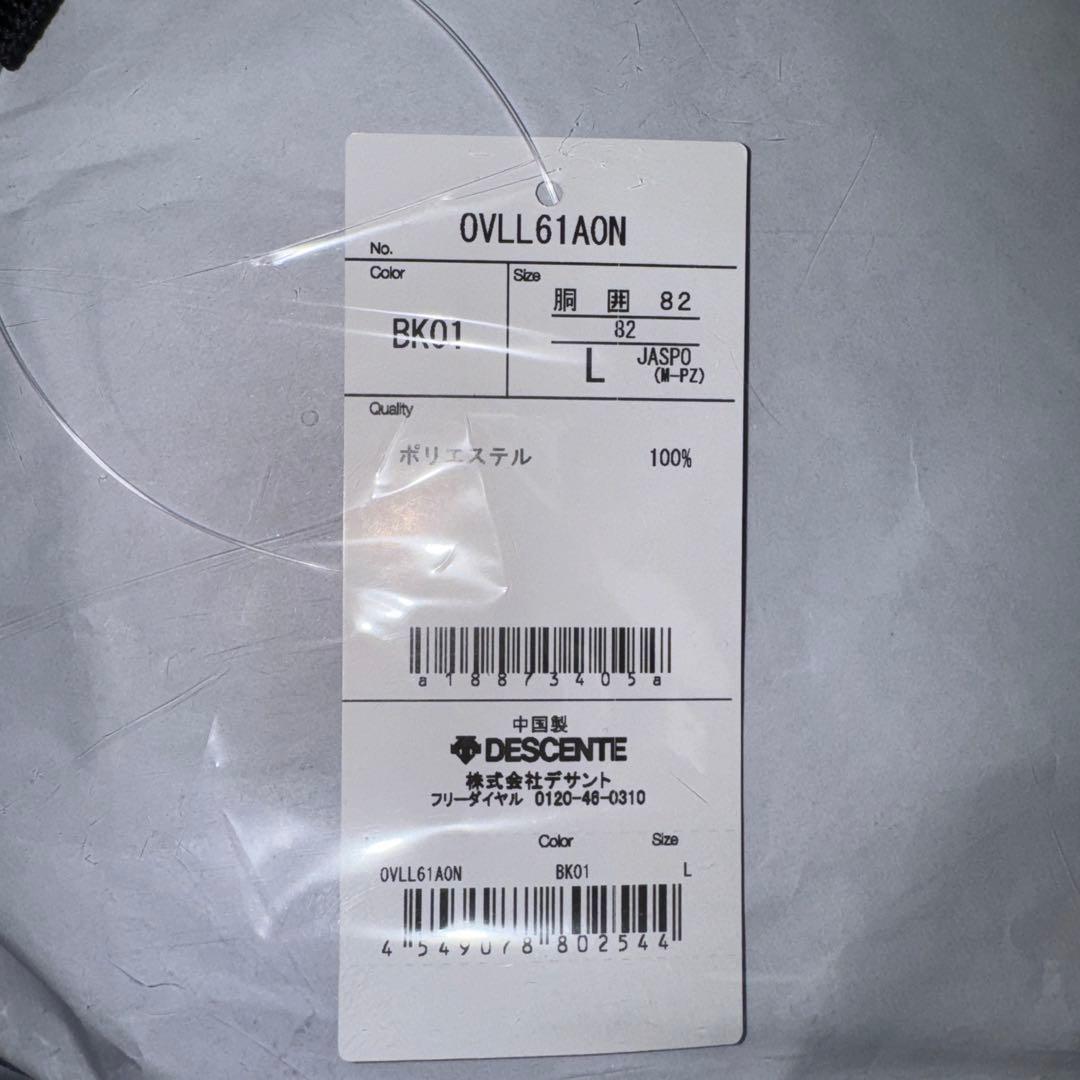 No. OVLL61A0N
Color Size
BK01
胴 囲 82
82
L JASPO
(M-PZ)
Quality
ポリエステル 100%
a18873405a
中国製
DESCENTE
株式会社デサント
フリーダイヤル 0120-46-0310
Color Size
OVLL61A0N BK01 L
4 549078 802544